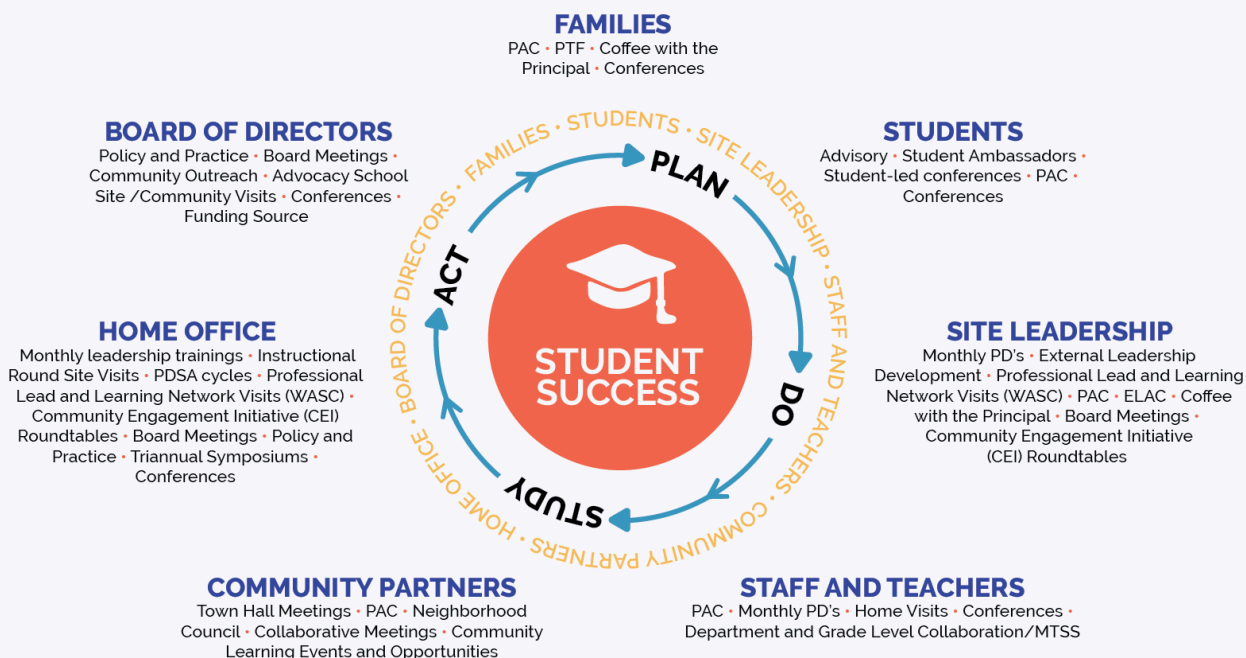 FAMILIES
PAC • PTF • Coffee with the
Principal • Conferences
BOARD OF DIRECTORS
Policy and Practice • Board Meetings •
Community Outreach • Advocacy School
Site /Community Visits • Conferences •
Funding Source
STUDENTS
Advisory • Student Ambassadors •
Student-led conferences • PAC •
Conferences
FAMILIES • STUDENTS • SITE LEADERSHIP • STAFF AND TEACHERS • COMMUNITY PARTNERS • HOME OFFICE • BOARD OF DIRECTORS •
PLAN
DO
STUDY
ACT
STUDENT
SUCCESS
HOME OFFICE
Monthly leadership trainings • Instructional
Round Site Visits • PDSA cycles • Professional
Lead and Learning Network Visits (WASC) •
Community Engagement Initiative (CEI)
Roundtables • Board Meetings • Policy and
Practice • Triannual Symposiums •
Conferences
SITE LEADERSHIP
Monthly PD's • External Leadership
Development • Professional Lead and Learning
Network Visits (WASC) • PAC • ELAC • Coffee
with the Principal • Board Meetings •
Community Engagement Initiative
(CEI) Roundtables
COMMUNITY PARTNERS
Town Hall Meetings • PAC • Neighborhood
Council • Collaborative Meetings • Community
Learning Events and Opportunities
STAFF AND TEACHERS
PAC • Monthly PD's • Home Visits • Conferences •
Department and Grade Level Collaboration/MTSS